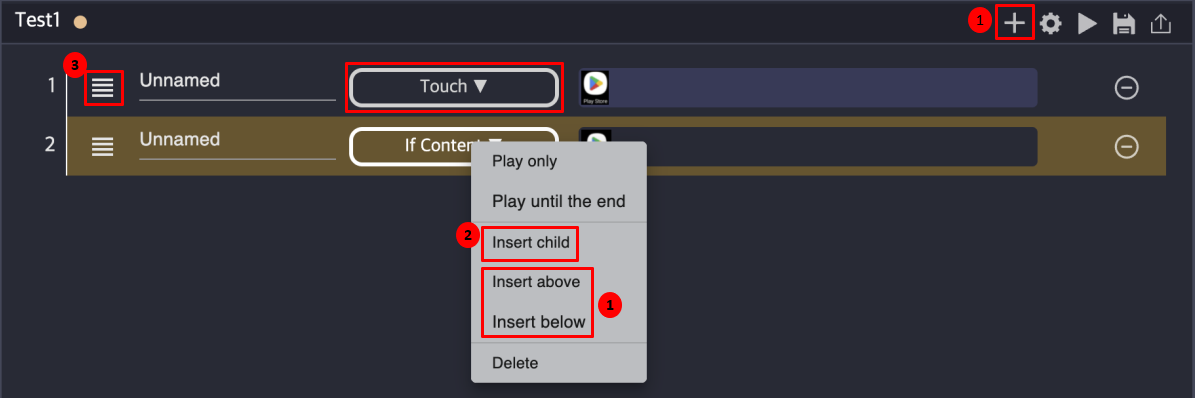 Test1
1
3
1
Unnamed
Touch ▼
Play Store
2
Unnamed
If Content ▼
Play only
Play until the end
2
Insert child
Insert above
1
Insert below
Delete